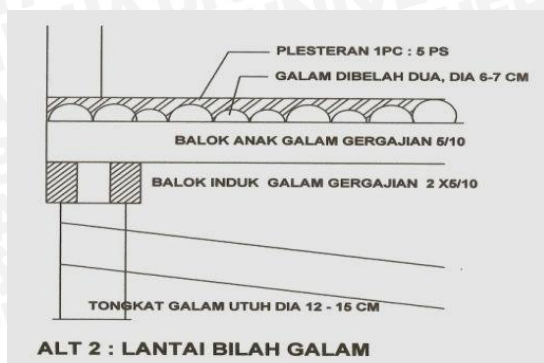 PLESTERAN 1PC : 5 PS
GALAM DIBELAH DUA, DIA 6-7 CM
BALOK ANAK GALAM GERGAJIAN 5/10
BALOK INDUK GALAM GERGAJIAN 2 X5/10
TONGKAT GALAM UTUH DIA 12 - 15 CM
ALT 2 : LANTAI BILAH GALAM